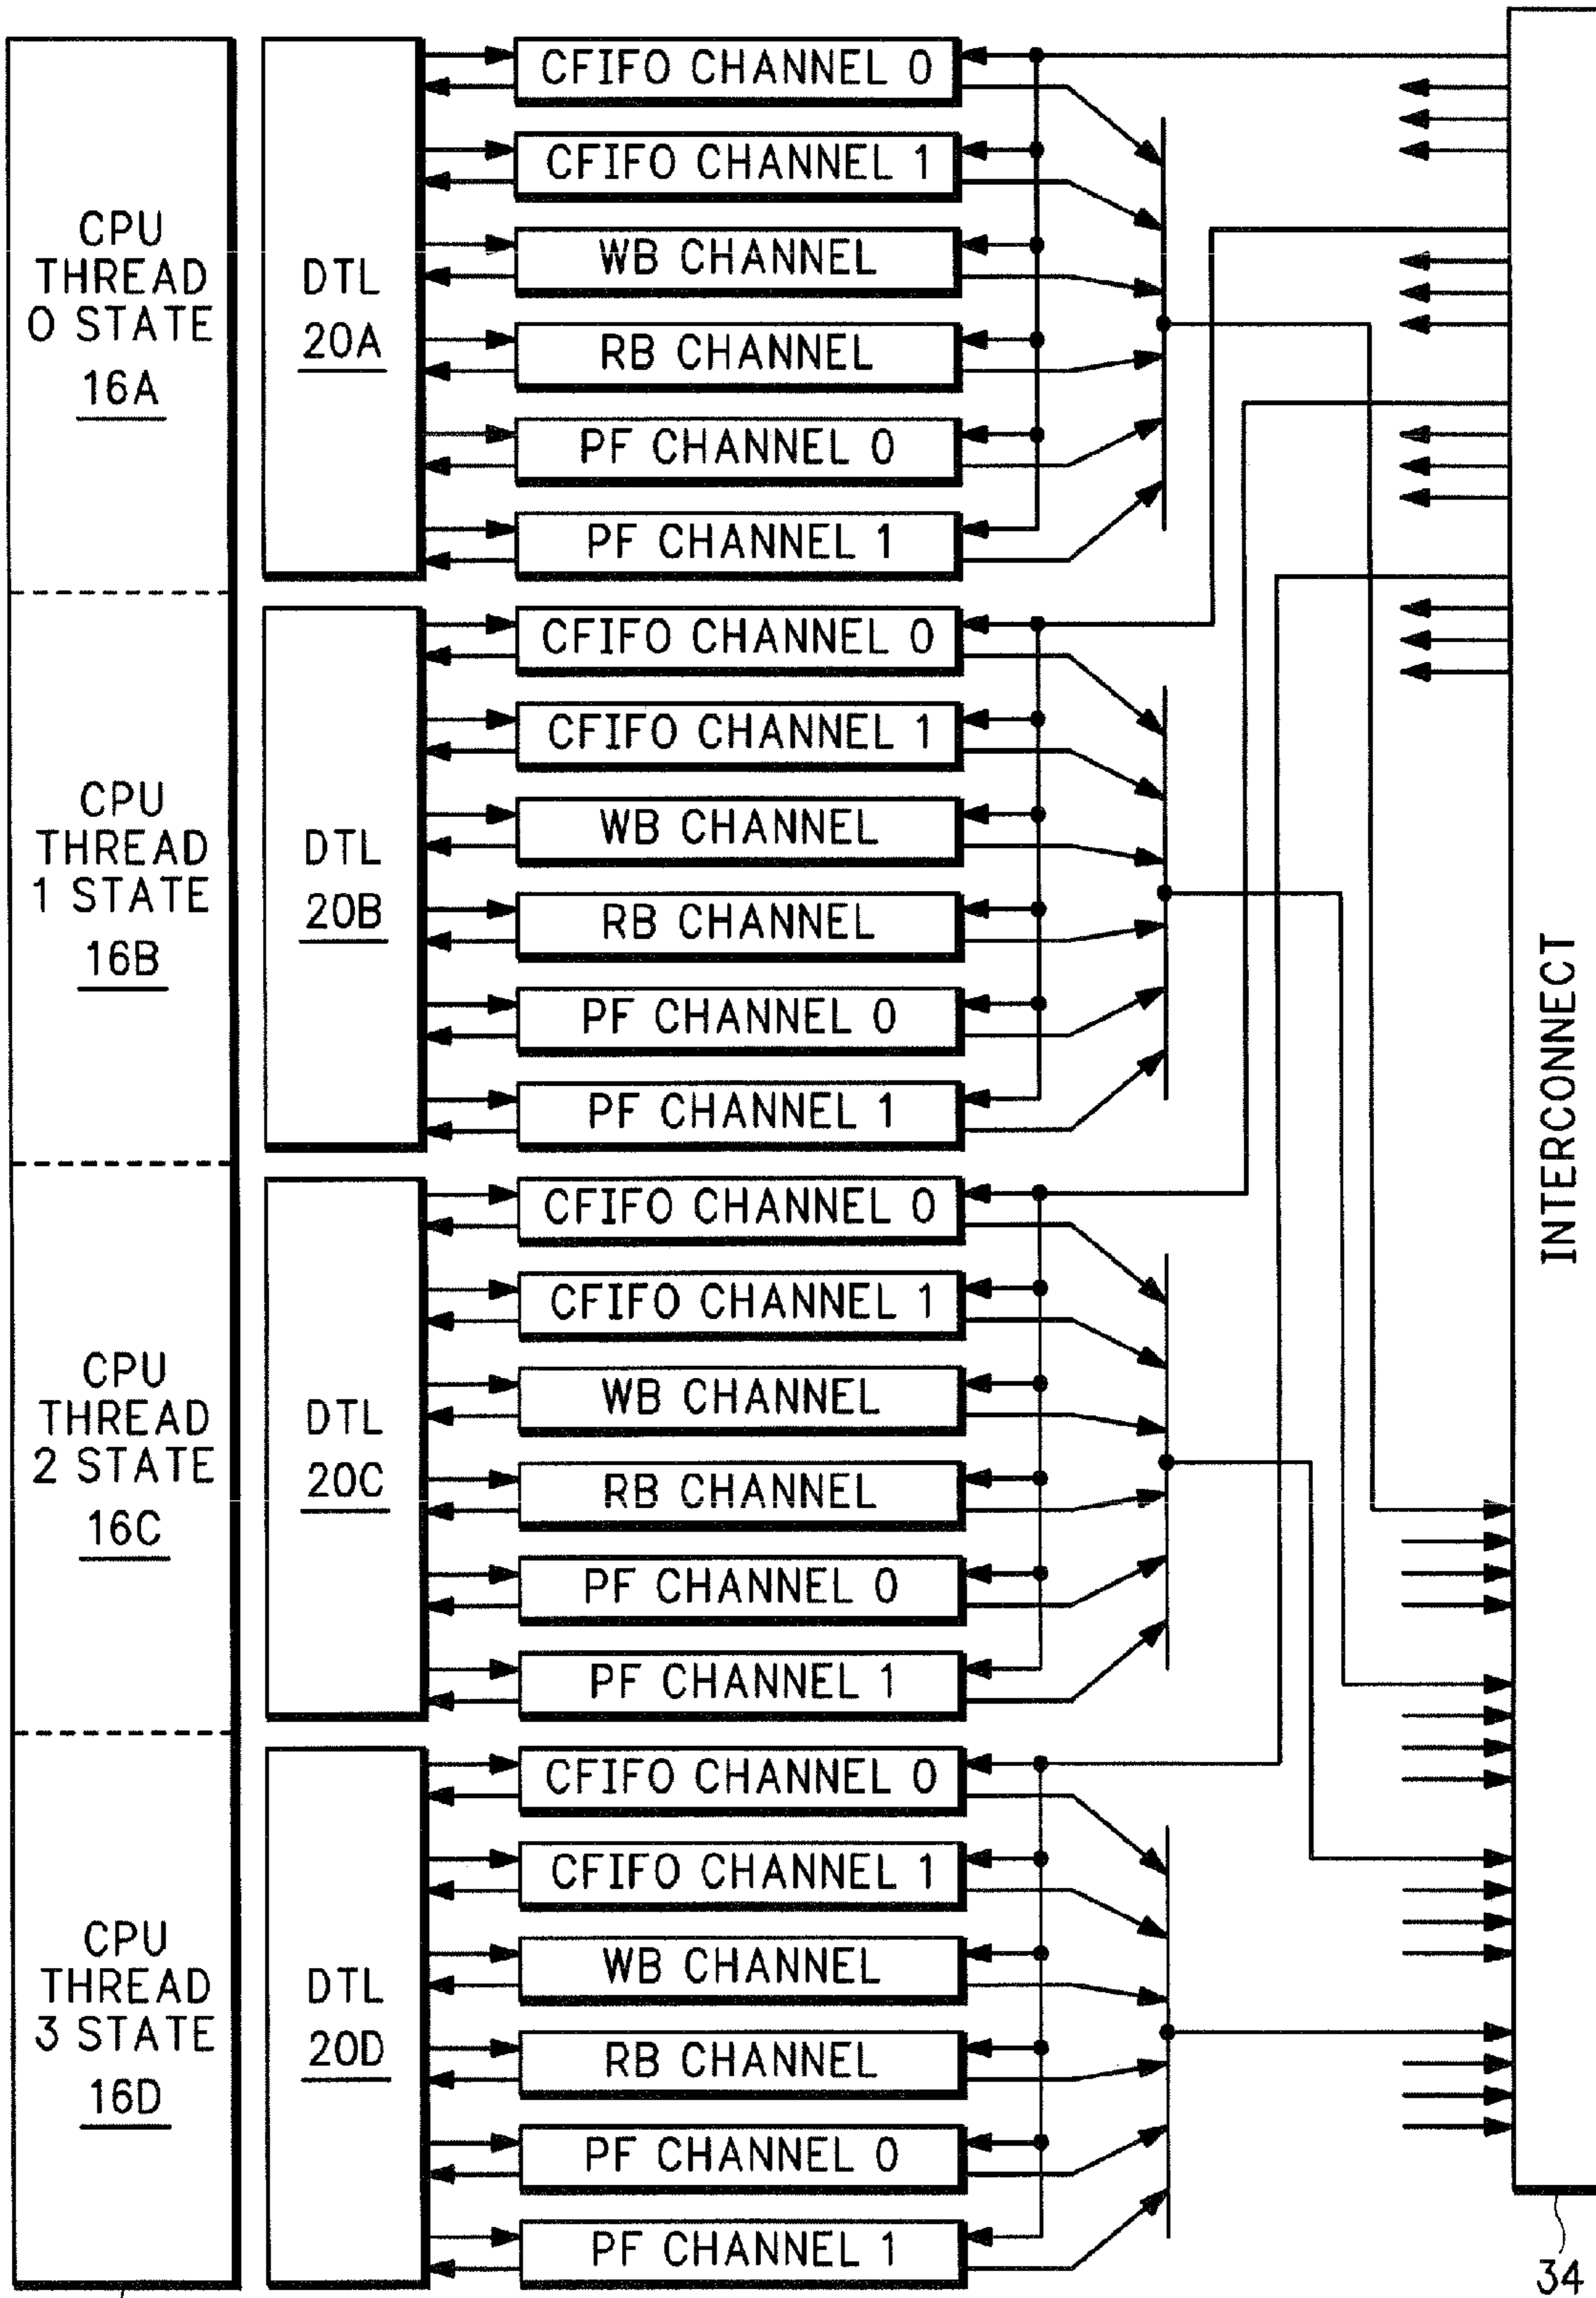 CPU
THREAD
0 STATE
16A
DTL
20A
CFIFO CHANNEL 0
CFIFO CHANNEL 1
WB CHANNEL
RB CHANNEL
PF CHANNEL 0
PF CHANNEL 1
CPU
THREAD
1 STATE
16B
DTL
20B
CFIFO CHANNEL 0
CFIFO CHANNEL 1
WB CHANNEL
RB CHANNEL
PF CHANNEL 0
PF CHANNEL 1
CPU
THREAD
2 STATE
16C
DTL
20C
CFIFO CHANNEL 0
CFIFO CHANNEL 1
WB CHANNEL
RB CHANNEL
PF CHANNEL 0
PF CHANNEL 1
CPU
THREAD
3 STATE
16D
DTL
20D
CFIFO CHANNEL 0
CFIFO CHANNEL 1
WB CHANNEL
RB CHANNEL
PF CHANNEL 0
PF CHANNEL 1
INTERCONNECT
34